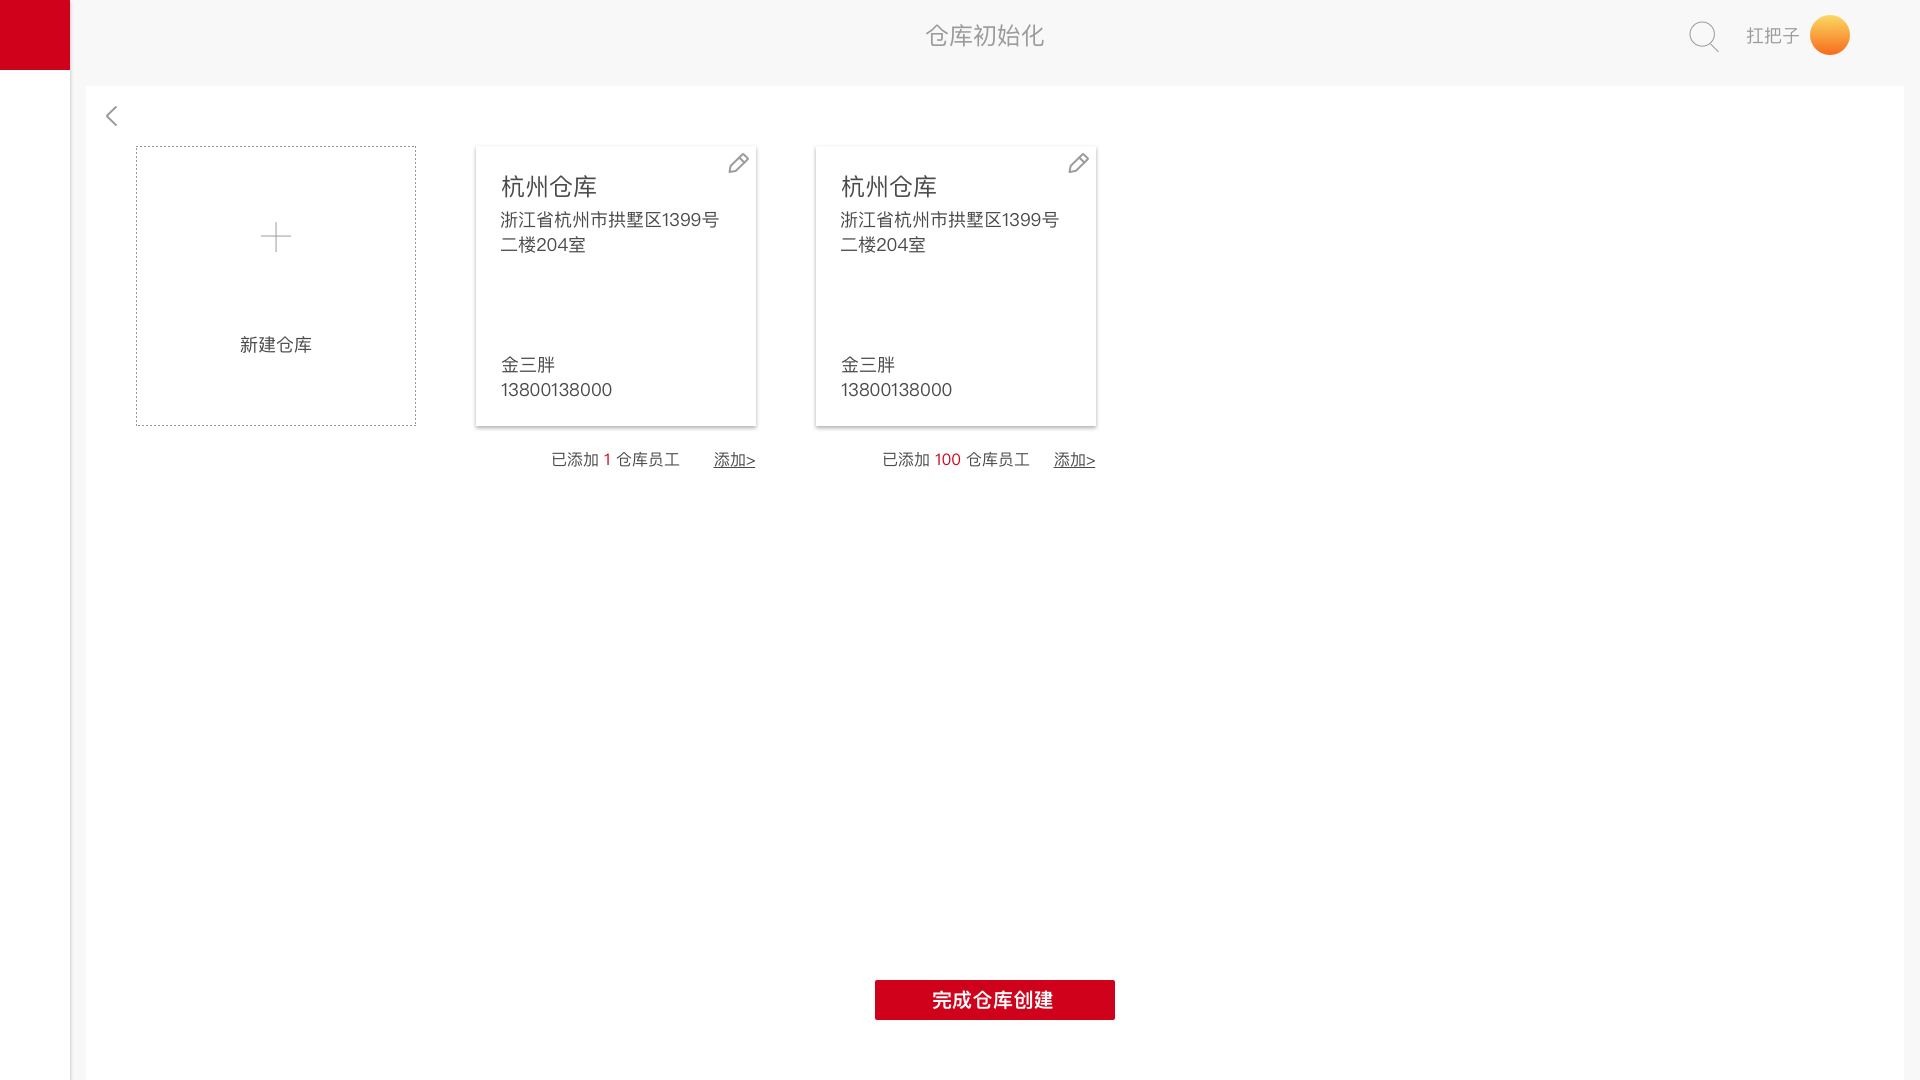 仓库初始化
扛把子
新建仓库
杭州仓库
浙江省杭州市拱墅区1399号
二楼204室
金三胖
13800138000
已添加 1 仓库员工 添加>
杭州仓库
浙江省杭州市拱墅区1399号
二楼204室
金三胖
13800138000
已添加 100 仓库员工 添加>
完成仓库创建